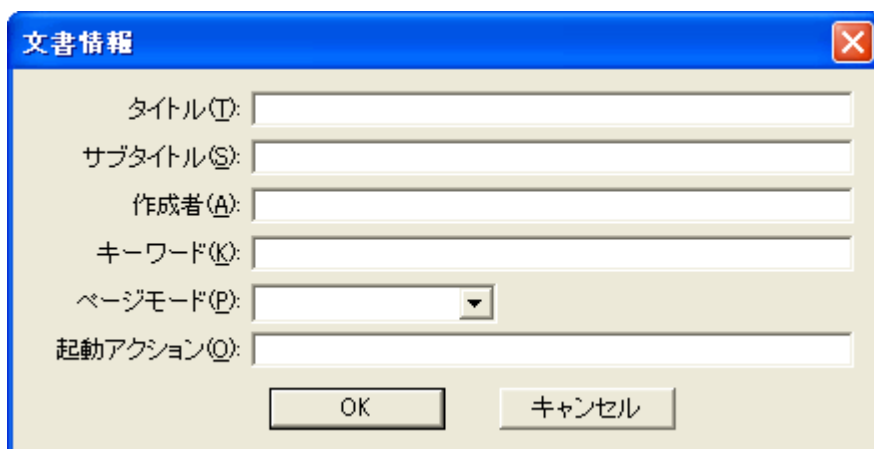 文書情報
タイトル(T):
サブタイトル(S):
作成者(A):
キーワード(K):
ページモード(P):
起動アクション(O):
OK キャンセル